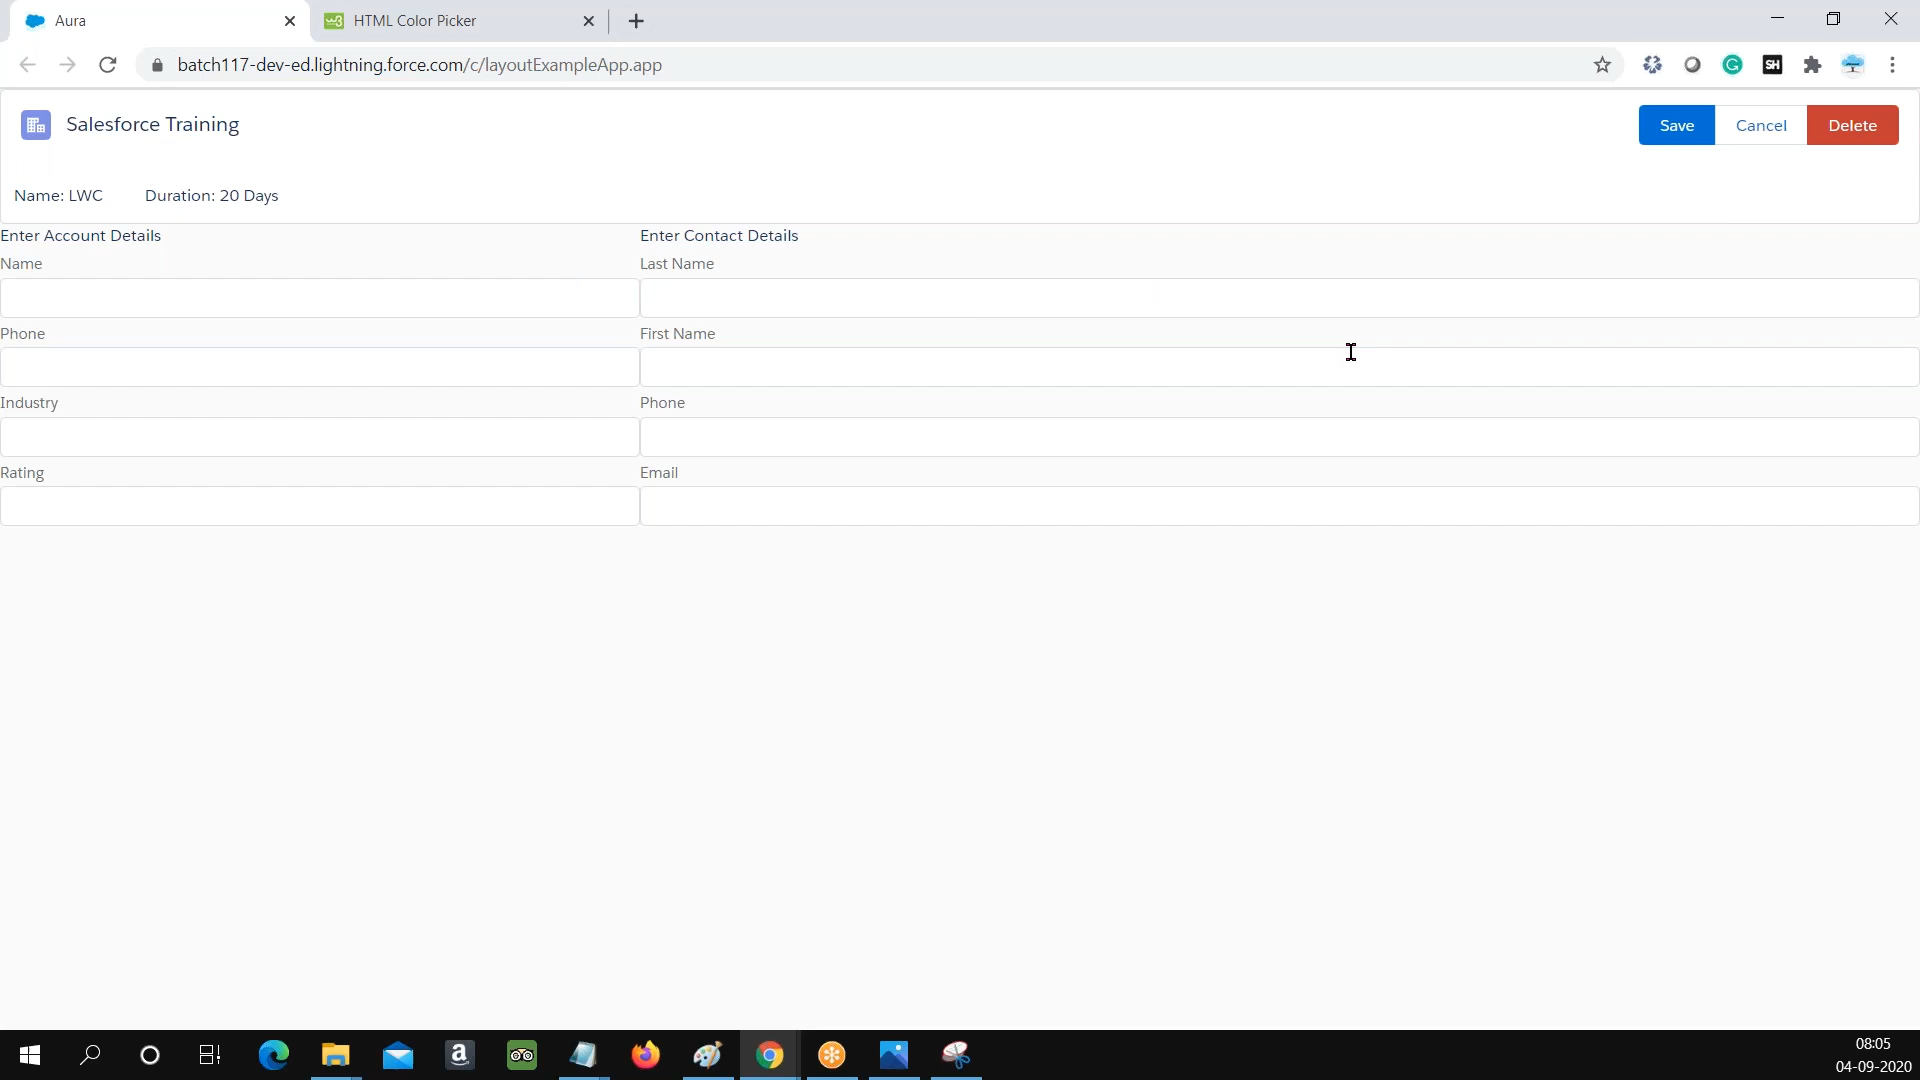 Aura
HTML Color Picker
batch117-dev-ed.lightning.force.com/c/layoutExampleApp.app
Salesforce Training
Save
Cancel
Delete
Name: LWC
Duration: 20 Days
Enter Account Details
Enter Contact Details
Name
Last Name
Phone
First Name
Industry
Phone
Rating
Email
08:05
04-09-2020